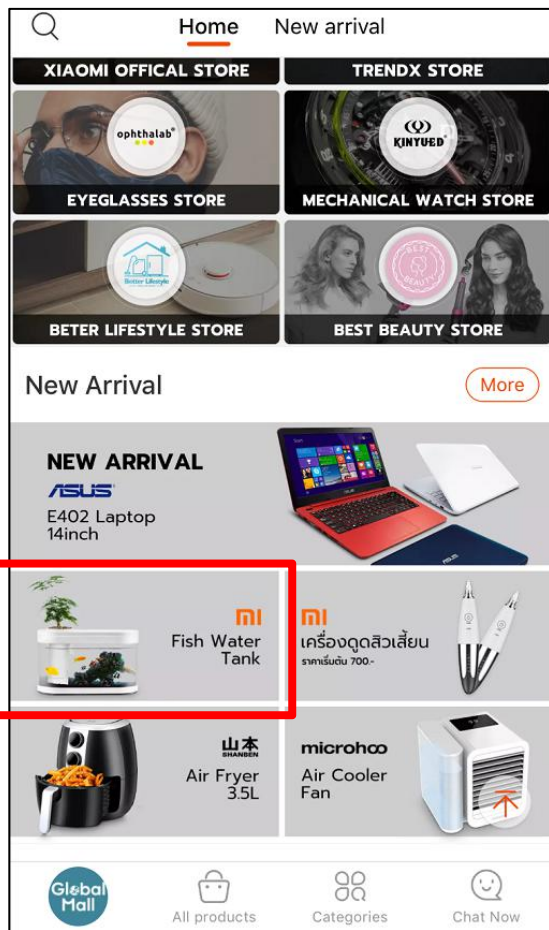 Home New arrival
XIAOMI OFFICAL STORE
TRENDX STORE
ophthalab
EYEGLASSES STORE
KINYUED
MECHANICAL WATCH STORE
Better Lifestyle
BETER LIFESTYLE STORE
BEST
BEAUTY
BEST BEAUTY STORE
New Arrival
More
NEW ARRIVAL
ASUS
E402 Laptop
14inch
mi
Fish Water
Tank
mi
เครื่องดูดสิวเสี้ยน
ราคาเริ่มต้น 700.-
山本
SHANBEN
Air Fryer
3.5L
microhoo
Air Cooler
Fan
Global
Mall
All products
Categories
Chat Now